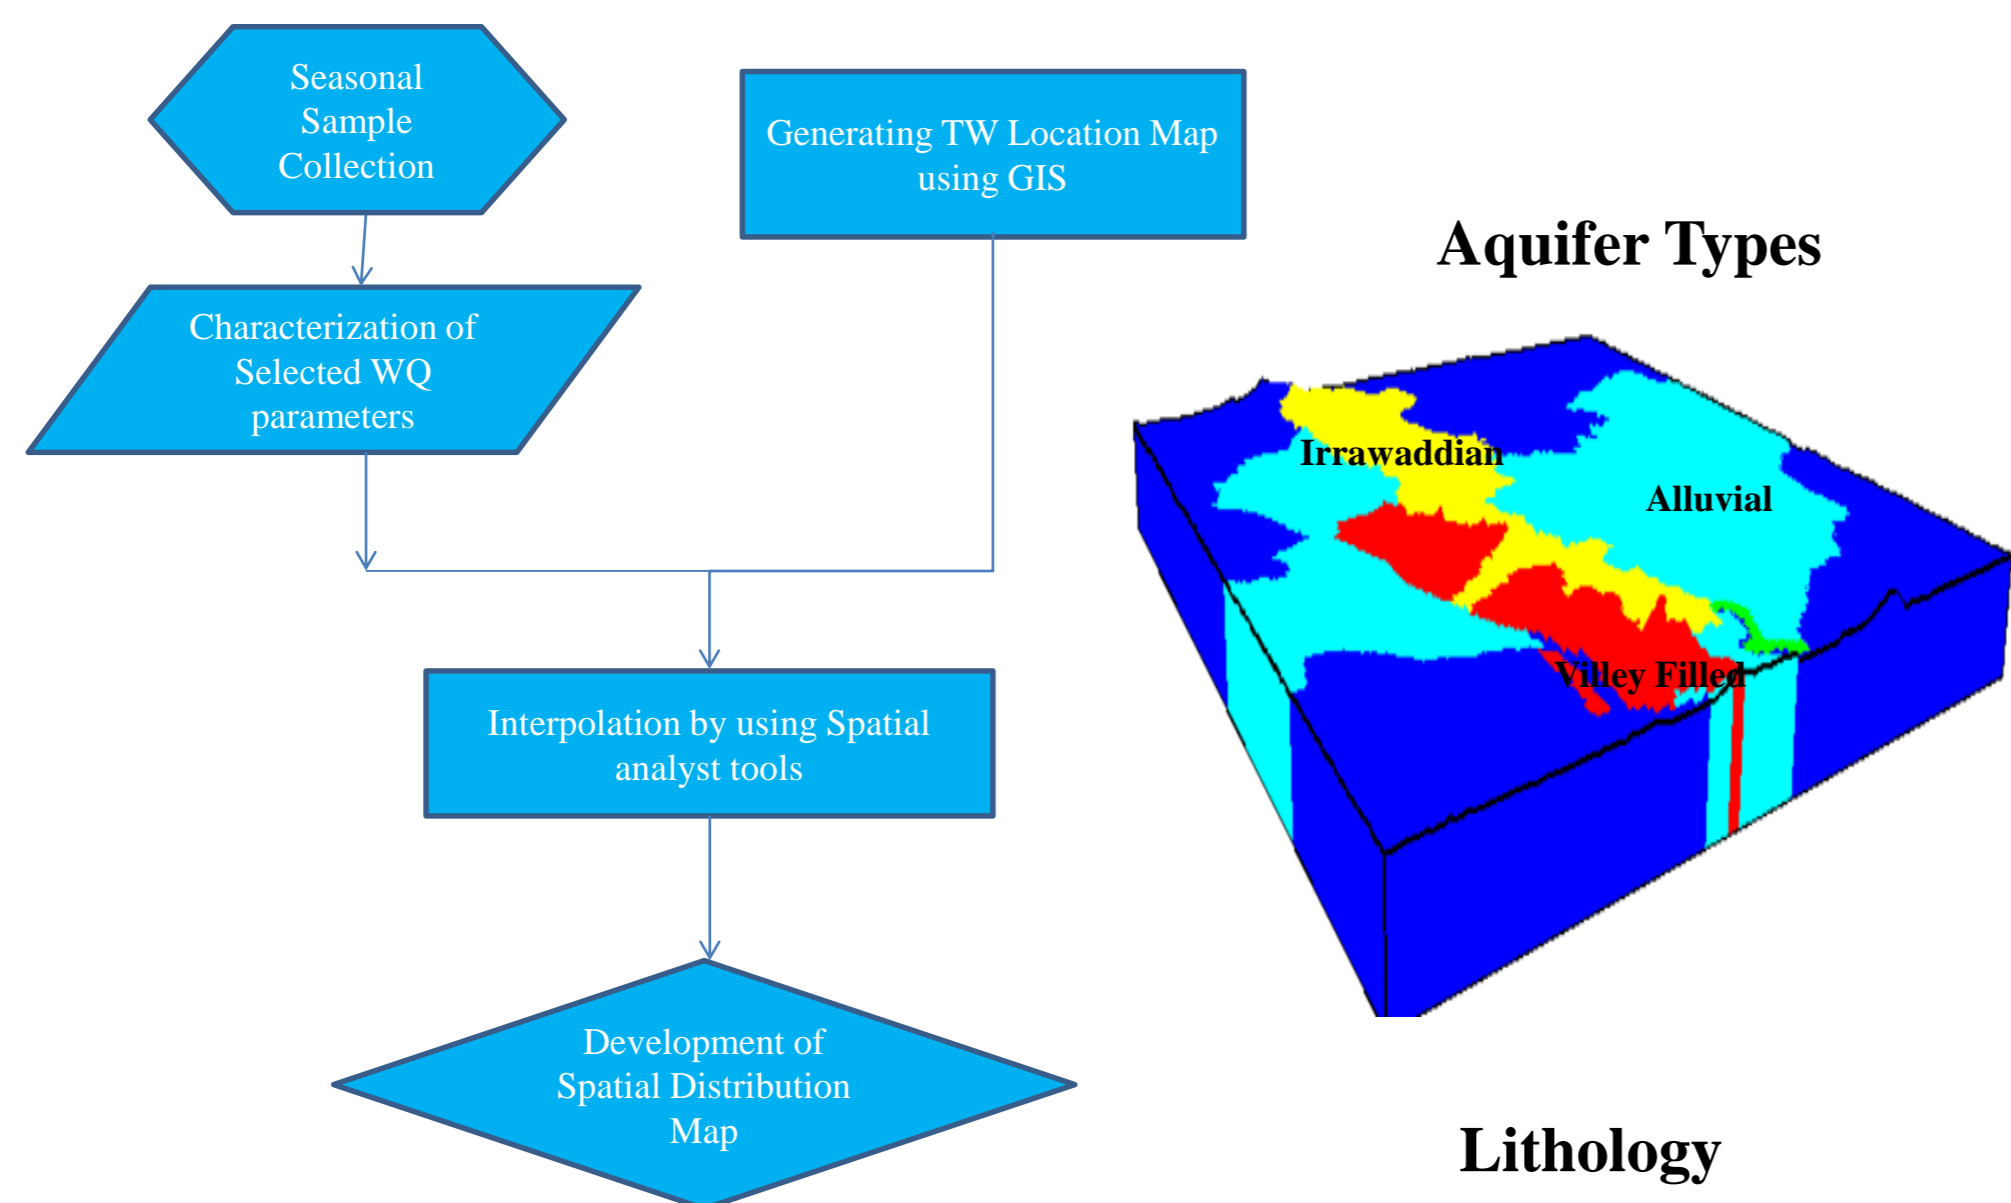 Seasonal
Sample
Collection
Generating TW Location Map
using GIS
Characterization of
Selected WQ
parameters
Interpolation by using Spatial
analyst tools
Development of
Spatial Distribution
Map
Aquifer Types
Irrawaddian
Alluvial
Villey Filled
Lithology